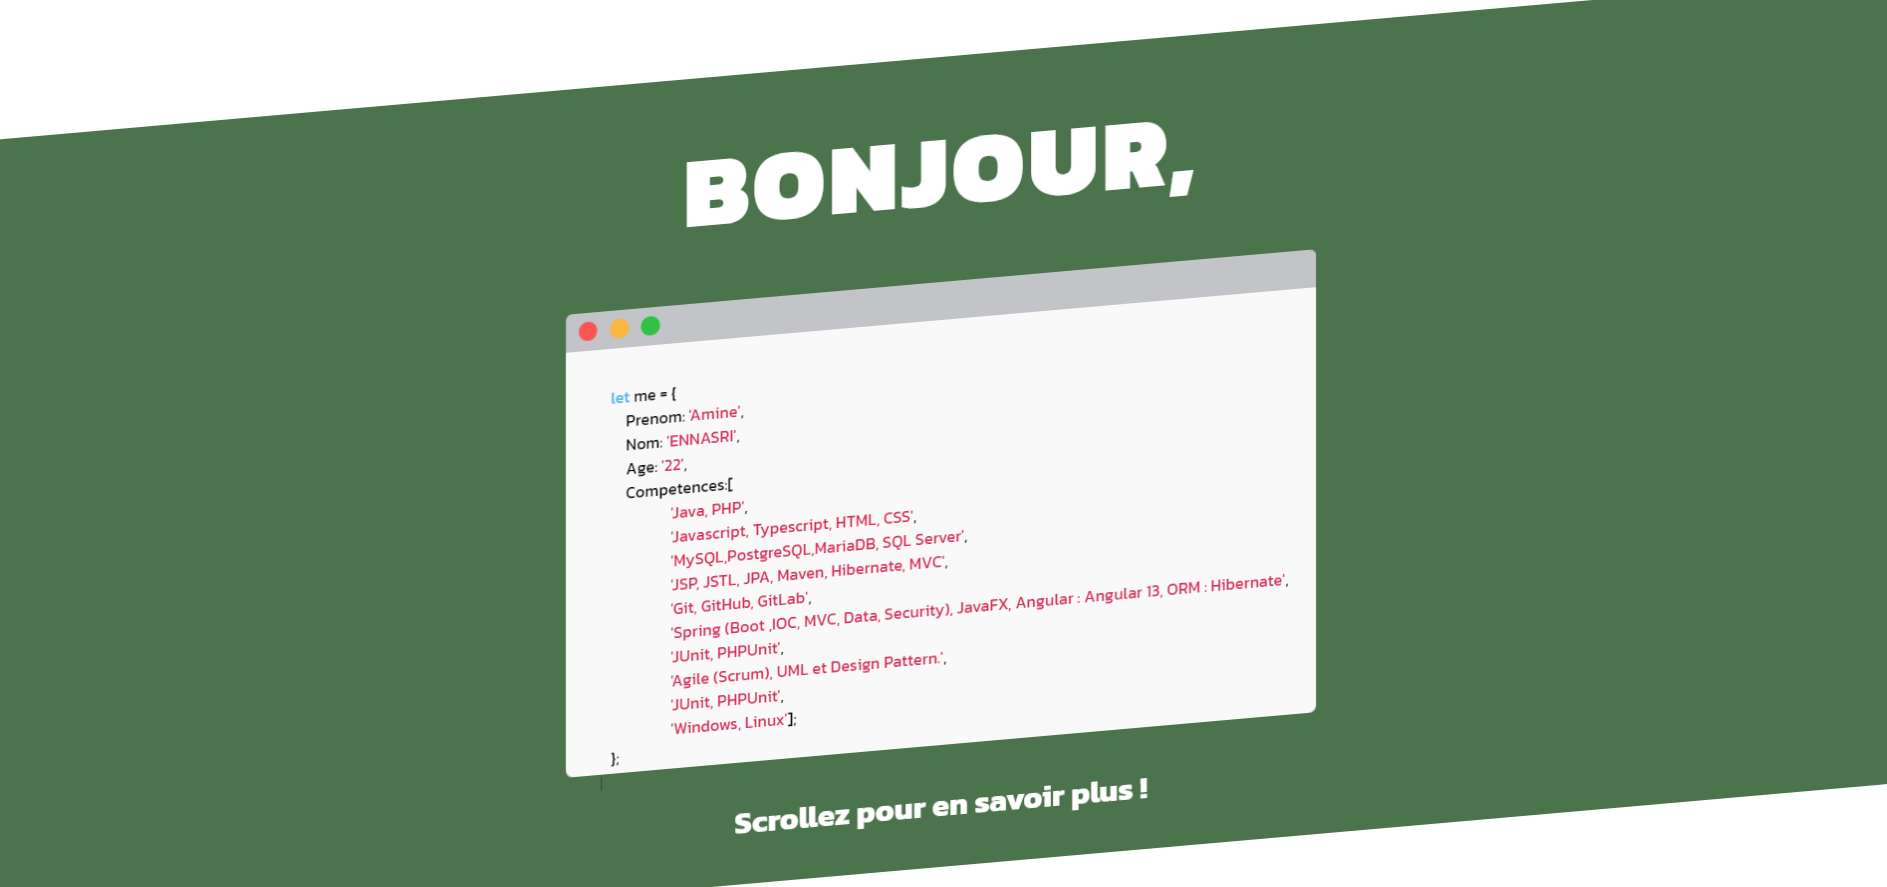 BONJOUR,
let me = {
Prenom: 'Amine',
Nom: 'ENNASRI',
Age: '22',
Competences:[
'Java, PHP',
'Javascript, Typescript, HTML, CSS',
'MySQL,PostgreSQL,MariaDB, SQL Server',
'JSP, JSTL, JPA, Maven, Hibernate, MVC',
'Git, GitHub, GitLab',
'Spring (Boot ,IOC, MVC, Data, Security), JavaFX, Angular : Angular 13, ORM : Hibernate',
'JUnit, PHPUnit',
'Agile (Scrum), UML et Design Pattern.',
'JUnit, PHPUnit',
'Windows, Linux'];
};
Scrollez pour en savoir plus !